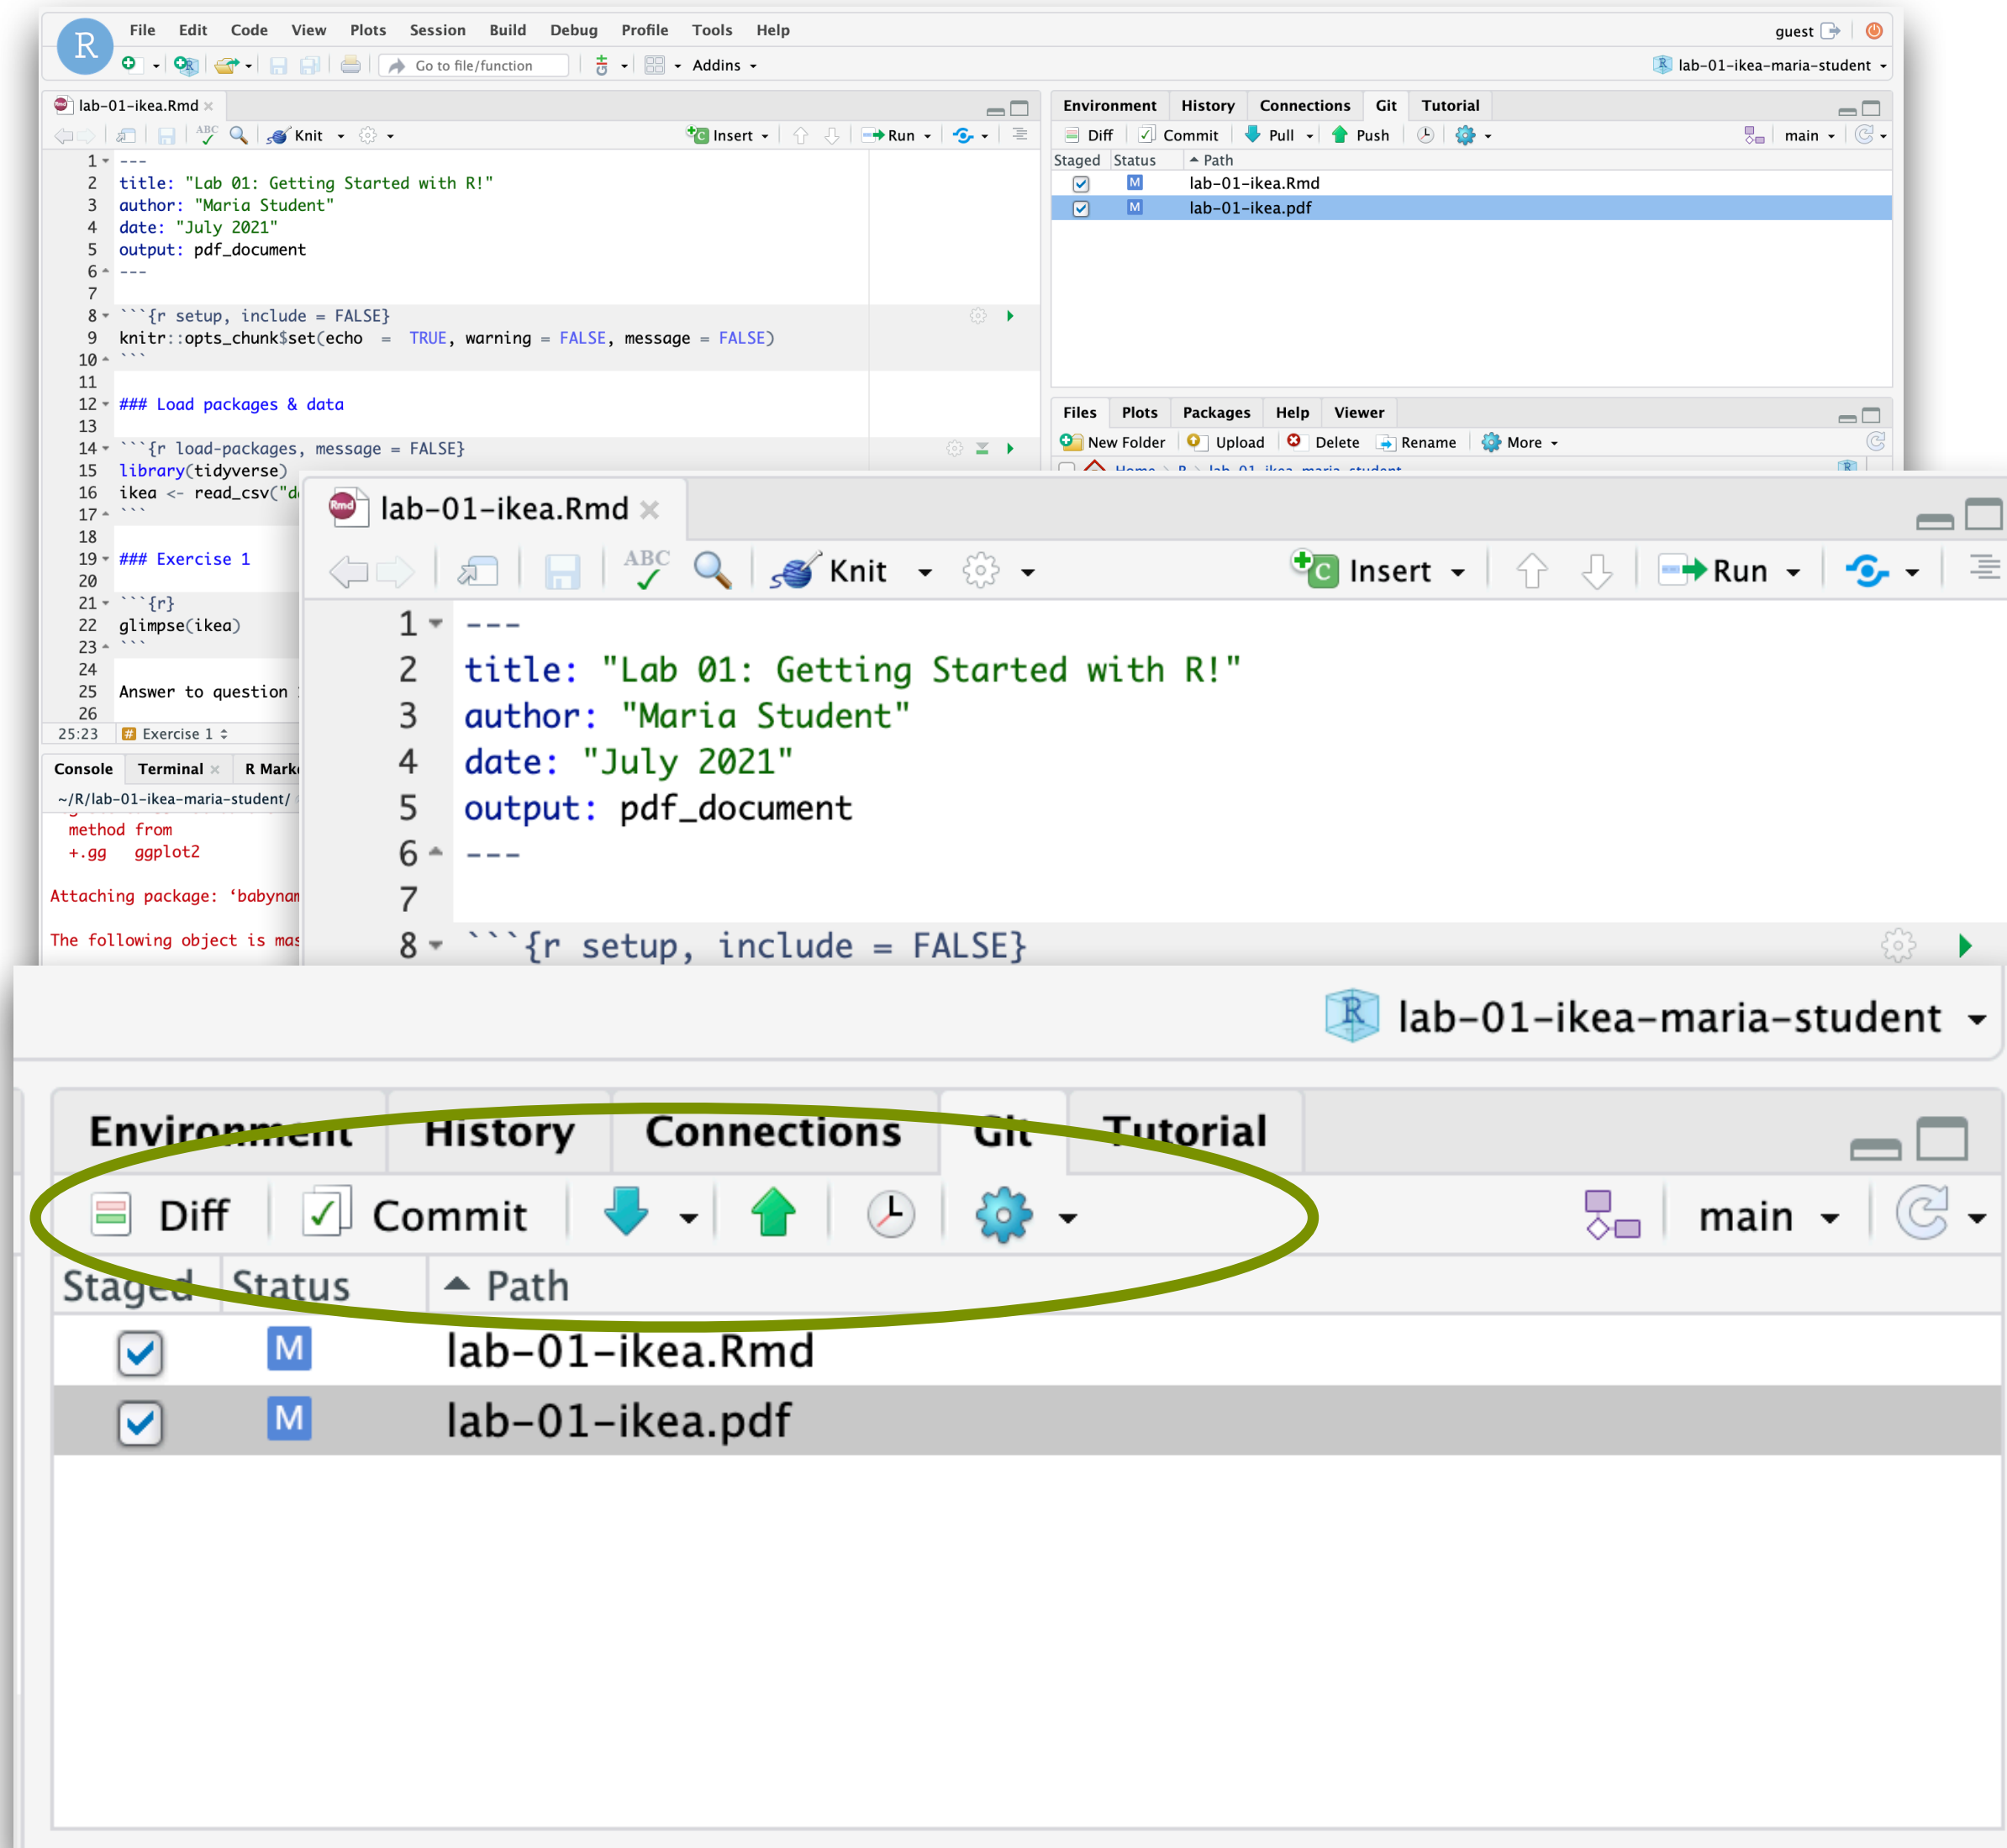 File Edit Code View Plots Session Build Debug Profile Tools Help
guest
R
Go to file/function
Addins
lab-01-ikea-maria-student
lab-01-ikea.Rmd
ABC Knit Insert Run
1 ---
2 title: "Lab 01: Getting Started with R!"
3 author: "Maria Student"
4 date: "July 2021"
5 output: pdf_document
6 ---
7
8 ```{r setup, include = FALSE}
9 knitr::opts_chunk$set(echo  =  TRUE, warning = FALSE, message = FALSE)
10 ```
11
12 ### Load packages & data
13
14 ```{r load-packages, message = FALSE}
15 library(tidyverse)
16 ikea <- read_csv("d
17 ```
18
19 ### Exercise 1
20
21 ```{r}
22 glimpse(ikea)
23 ```
24
25 Answer to question
26
25:23 # Exercise 1
Console Terminal R Mark
~/R/lab-01-ikea-maria-student/
method from
+.gg ggplot2
Attaching package: ‘babynam
The following object is mas
Environment History Connections Git Tutorial
Diff Commit Pull Push main
Staged Status Path
M lab-01-ikea.Rmd
M lab-01-ikea.pdf
Files Plots Packages Help Viewer
New Folder Upload Delete Rename More
Home R lab-01-ikea-maria-student
Rmd lab-01-ikea.Rmd
ABC Knit C Insert Run
1 ---
2 title: "Lab 01: Getting Started with R!"
3 author: "Maria Student"
4 date: "July 2021"
5 output: pdf_document
6 ---
7
8 ```{r setup, include = FALSE}
R lab-01-ikea-maria-student
Environment History Connections Git Tutorial
Diff Commit main
Staged Status Path
M lab-01-ikea.Rmd
M lab-01-ikea.pdf